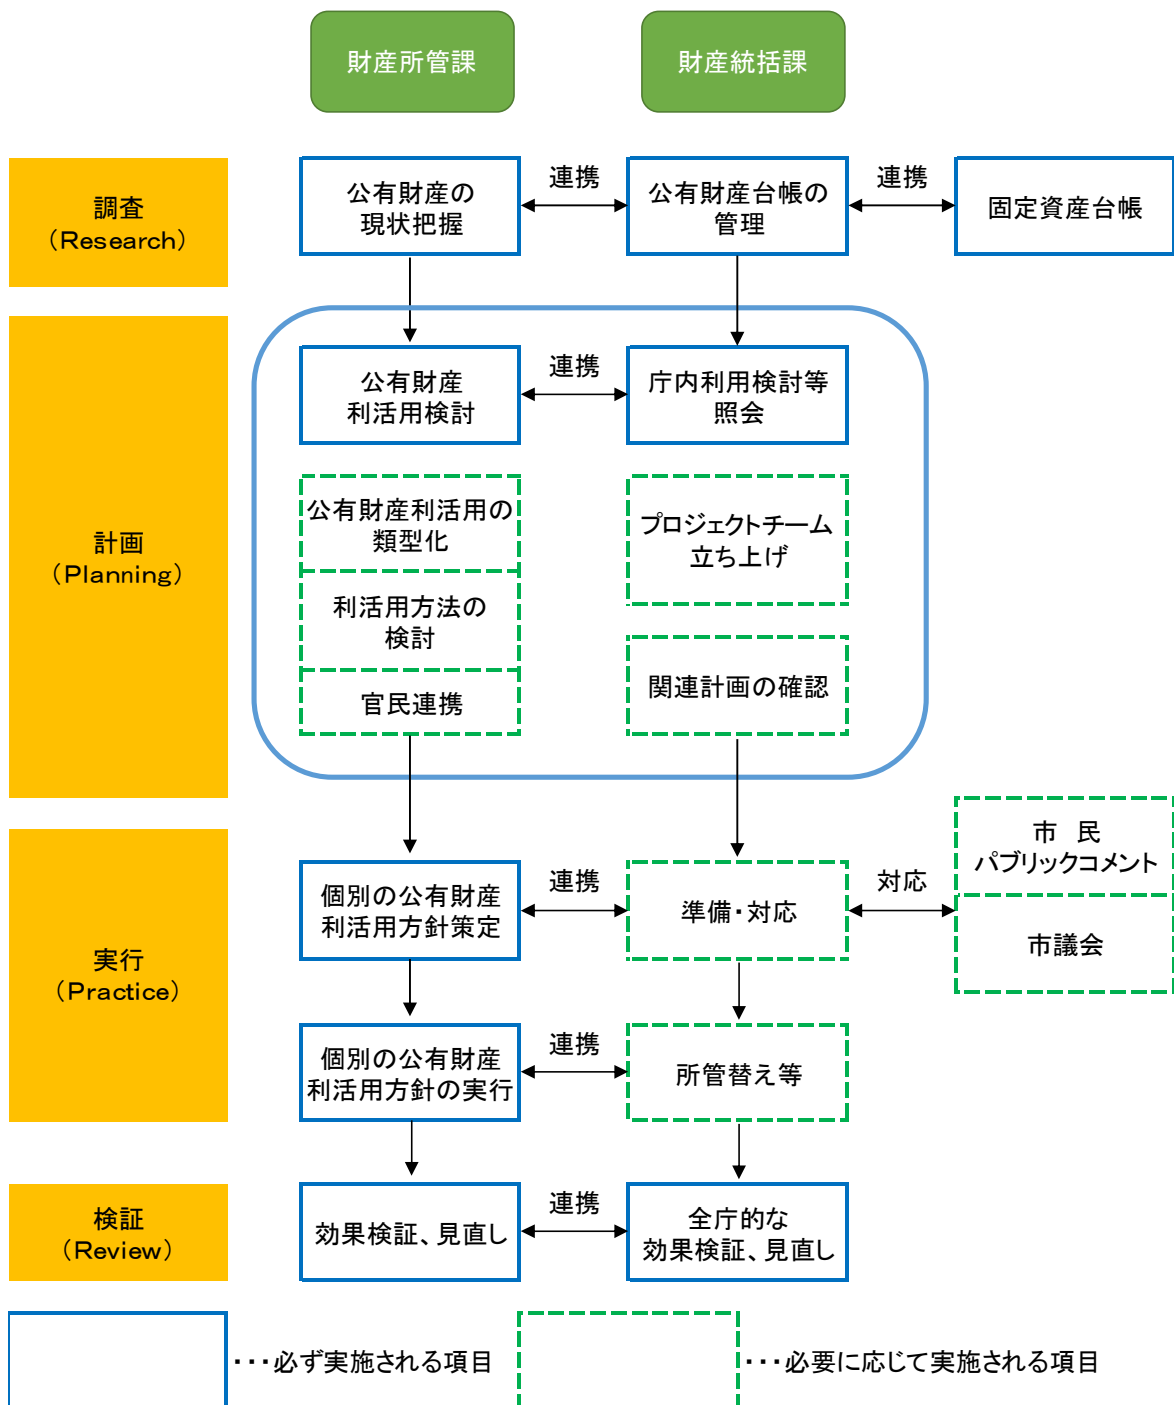 財産所管課
財産統括課
調査
（Research）
公有財産の
現状把握
連携
公有財産台帳の
管理
連携
固定資産台帳
計画
（Planning）
公有財産
利活用検討
連携
庁内利用検討等
照会
公有財産利活用の
類型化
利活用方法の
検討
官民連携
プロジェクトチーム
立ち上げ
関連計画の確認
実行
（Practice）
個別の公有財産
利活用方針策定
連携
準備・対応
対応
市　民
パブリックコメント
市議会
個別の公有財産
利活用方針の実行
連携
所管替え等
検証
（Review）
効果検証、見直し
連携
全庁的な
効果検証、見直し
・・・必ず実施される項目
・・・必要に応じて実施される項目